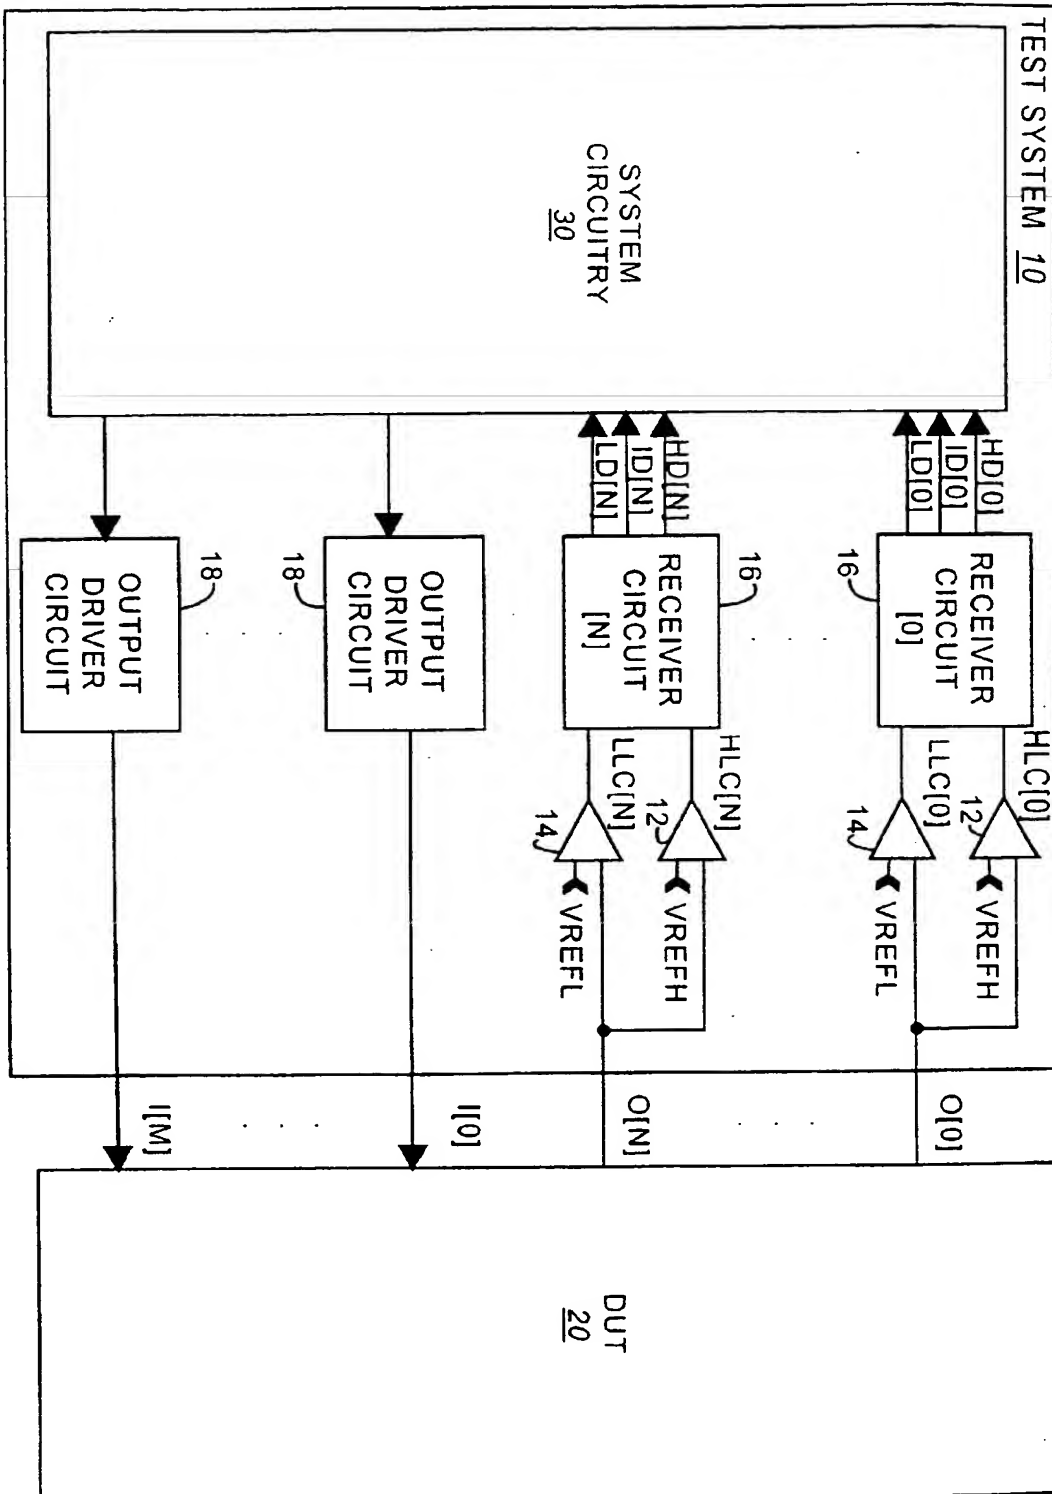 TEST SYSTEM 10
SYSTEM
CIRCUITRY
30
HD[0]
ID[0]
LD[0]
RECEIVER
CIRCUIT
[0]
16
HLC[0]
LLC[0]
12
14
VREFH
VREFL
O[0]
HD[N]
ID[N]
LD[N]
RECEIVER
CIRCUIT
[N]
16
HLC[N]
LLC[N]
12
14
VREFH
VREFL
O[N]
OUTPUT
DRIVER
CIRCUIT
18
I[0]
OUTPUT
DRIVER
CIRCUIT
18
I[M]
DUT
20